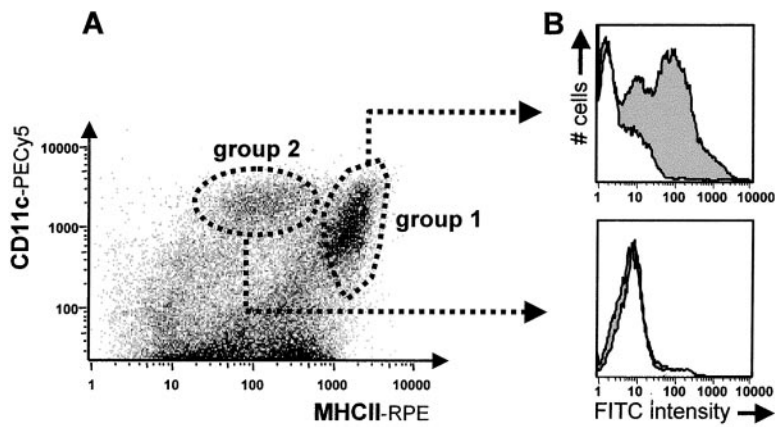 A
CD11c-PECy5
10000
1000
100
group 2
group 1
1 10 100 1000 10000
MHCII-RPE
B
# cells
1 10 100 1000 10000
1 10 100 1000 10000
FITC intensity